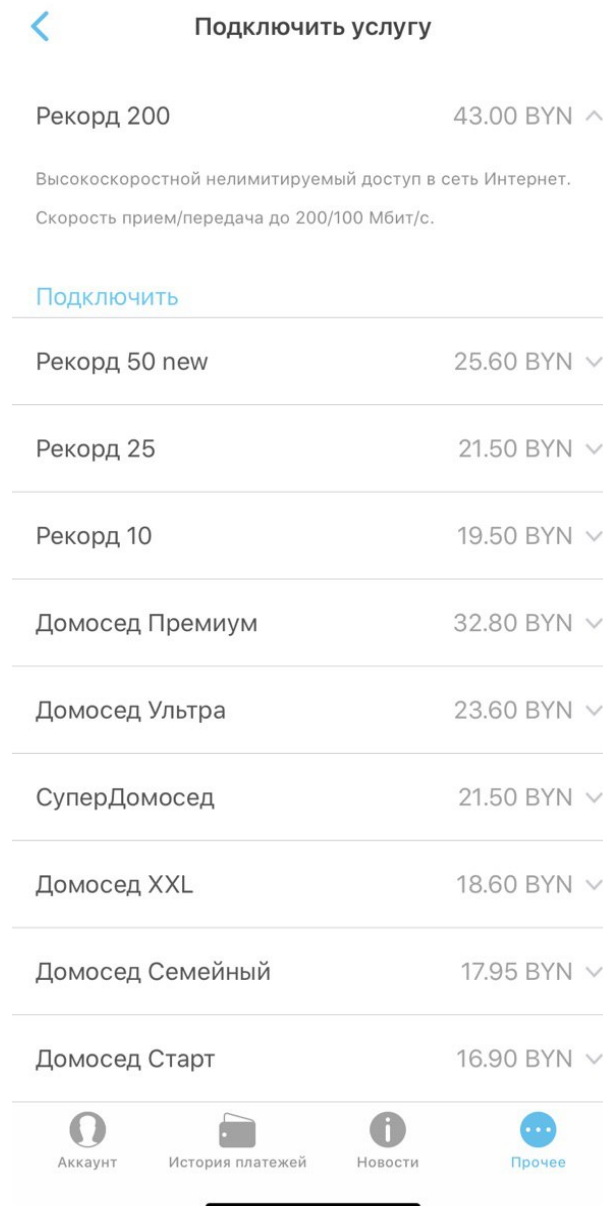 Подключить услугу
Рекорд 200 43.00 BYN
Высокоскоростной нелимитируемый доступ в сеть Интернет.
Скорость прием/передача до 200/100 Мбит/с.
Подключить
Рекорд 50 new 25.60 BYN
Рекорд 25 21.50 BYN
Рекорд 10 19.50 BYN
Домосед Премиум 32.80 BYN
Домосед Ультра 23.60 BYN
СуперДомосед 21.50 BYN
Домосед XXL 18.60 BYN
Домосед Семейный 17.95 BYN
Домосед Старт 16.90 BYN
Аккаунт История платежей Новости Прочее